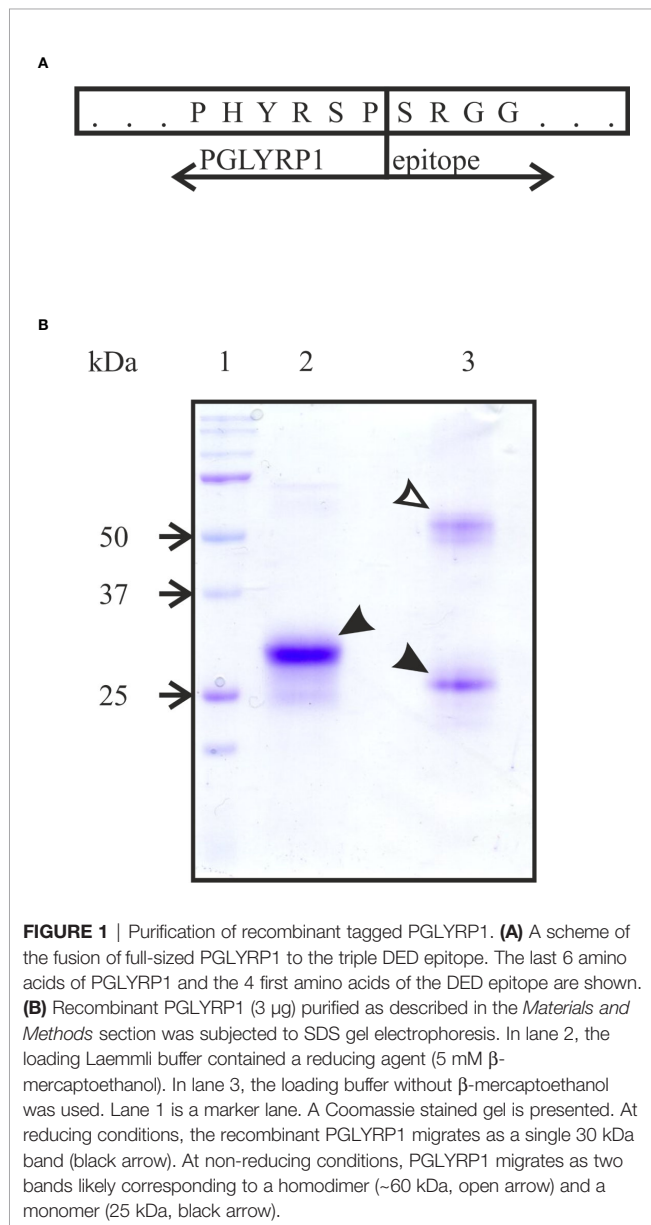 A
. . . P H Y R S P S R G G . . .
PGLYRP1 epitope
B
kDa 1 2 3
50
37
25
FIGURE 1 | Purification of recombinant tagged PGLYRP1. (A) A scheme of
the fusion of full-sized PGLYRP1 to the triple DED epitope. The last 6 amino
acids of PGLYRP1 and the 4 first amino acids of the DED epitope are shown.
(B) Recombinant PGLYRP1 (3 μg) purified as described in the Materials and
Methods section was subjected to SDS gel electrophoresis. In lane 2, the
loading Laemmli buffer contained a reducing agent (5 mM β-
mercaptoethanol). In lane 3, the loading buffer without β-mercaptoethanol
was used. Lane 1 is a marker lane. A Coomassie stained gel is presented. At
reducing conditions, the recombinant PGLYRP1 migrates as a single 30 kDa
band (black arrow). At non-reducing conditions, PGLYRP1 migrates as two
bands likely corresponding to a homodimer (~60 kDa, open arrow) and a
monomer (25 kDa, black arrow).